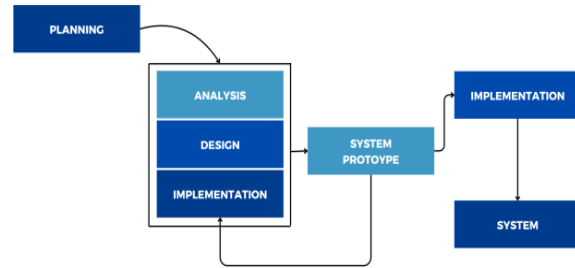 PLANNING
ANALYSIS
DESIGN
IMPLEMENTATION
SYSTEM
PROTOYPE
IMPLEMENTATION
SYSTEM